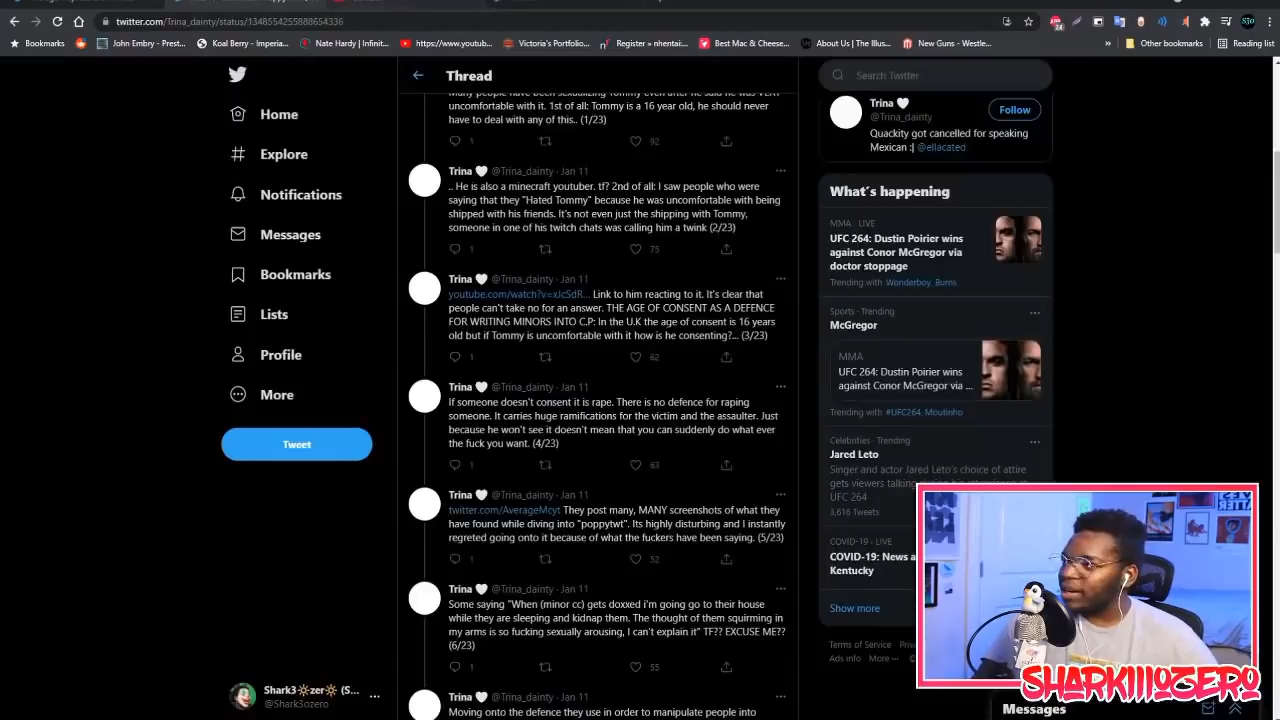 twitter.com/Trina_dainty/status/1348554255888654336
24
Bookmarks
John Embry - Prest...
Koal Berry - Imperia...
Nate Hardy | Infinit...
https://www.youtube...
Victoria's Portfolio...
Register » nhentai:...
Best Mac & Cheese...
About Us | The Illus...
New Guns - Westle...
»
Other bookmarks
Reading list
Home
Explore
Notifications
Messages
Bookmarks
Lists
Profile
More
Tweet
Shark3🔆zer🔆 (S...
@Shark3ozero
Thread
Many people have been sexualizing Tommy even after he said he was VERY
uncomfortable with it. 1st of all: Tommy is a 16 year old, he should never
have to deal with any of this.. (1/23)
1
92
Trina 🤍 @Trina_dainty · Jan 11
.. He is also a minecraft youtuber. tf? 2nd of all: I saw people who were
saying that they "Hated Tommy" because he was uncomfortable with being
shipped with his friends. It's not even just the shipping with Tommy,
someone in one of his twitch chats was calling him a twink (2/23)
1
75
Trina 🤍 @Trina_dainty · Jan 11
youtube.com/watch?v=xJcSdR... Link to him reacting to it. It's clear that
people can't take no for an answer. THE AGE OF CONSENT AS A DEFENCE
FOR WRITING MINORS INTO C.P: In the U.K the age of consent is 16 years
old but if Tommy is uncomfortable with it how is he consenting?... (3/23)
1
62
Trina 🤍 @Trina_dainty · Jan 11
If someone doesn't consent it is rape. There is no defence for raping
someone. It carries huge ramifications for the victim and the assaulter. Just
because he won't see it doesn't mean that you can suddenly do what ever
the fuck you want. (4/23)
1
63
Trina 🤍 @Trina_dainty · Jan 11
twitter.com/AverageMcyt They post many, MANY screenshots of what they
have found while diving into "poppytwt". Its highly disturbing and I instantly
regreted going onto it because of what the fuckers have been saying. (5/23)
1
52
Trina 🤍 @Trina_dainty · Jan 11
Some saying "When (minor cc) gets doxxed i'm going go to their house
while they are sleeping and kidnap them. The thought of them squirming in
my arms is so fucking sexually arousing, I can't explain it" TF?? EXCUSE ME??
(6/23)
1
55
Trina 🤍 @Trina_dainty · Jan 11
Moving onto the defence they use in order to manipulate people into
Search Twitter
Trina 🤍
@Trina_dainty
Follow
Quackity got cancelled for speaking
Mexican :| @ellacated
What's happening
MMA · LIVE
UFC 264: Dustin Poirier wins
against Conor McGregor via
doctor stoppage
Trending with Wonderboy, Burns
Sports · Trending
McGregor
MMA
UFC 264: Dustin Poirier wins
against Conor McGregor via ...
Trending with #UFC264, Moutinho
Celebrities · Trending
Jared Leto
Singer and actor Jared Leto's choice of attire
gets viewers talking
UFC 264
3,616 Tweets
COVID-19 · LIVE
COVID-19: News a
Kentucky
Show more
Terms of Service
Ad info
More ···
SHARKIIIOZERO
Messages